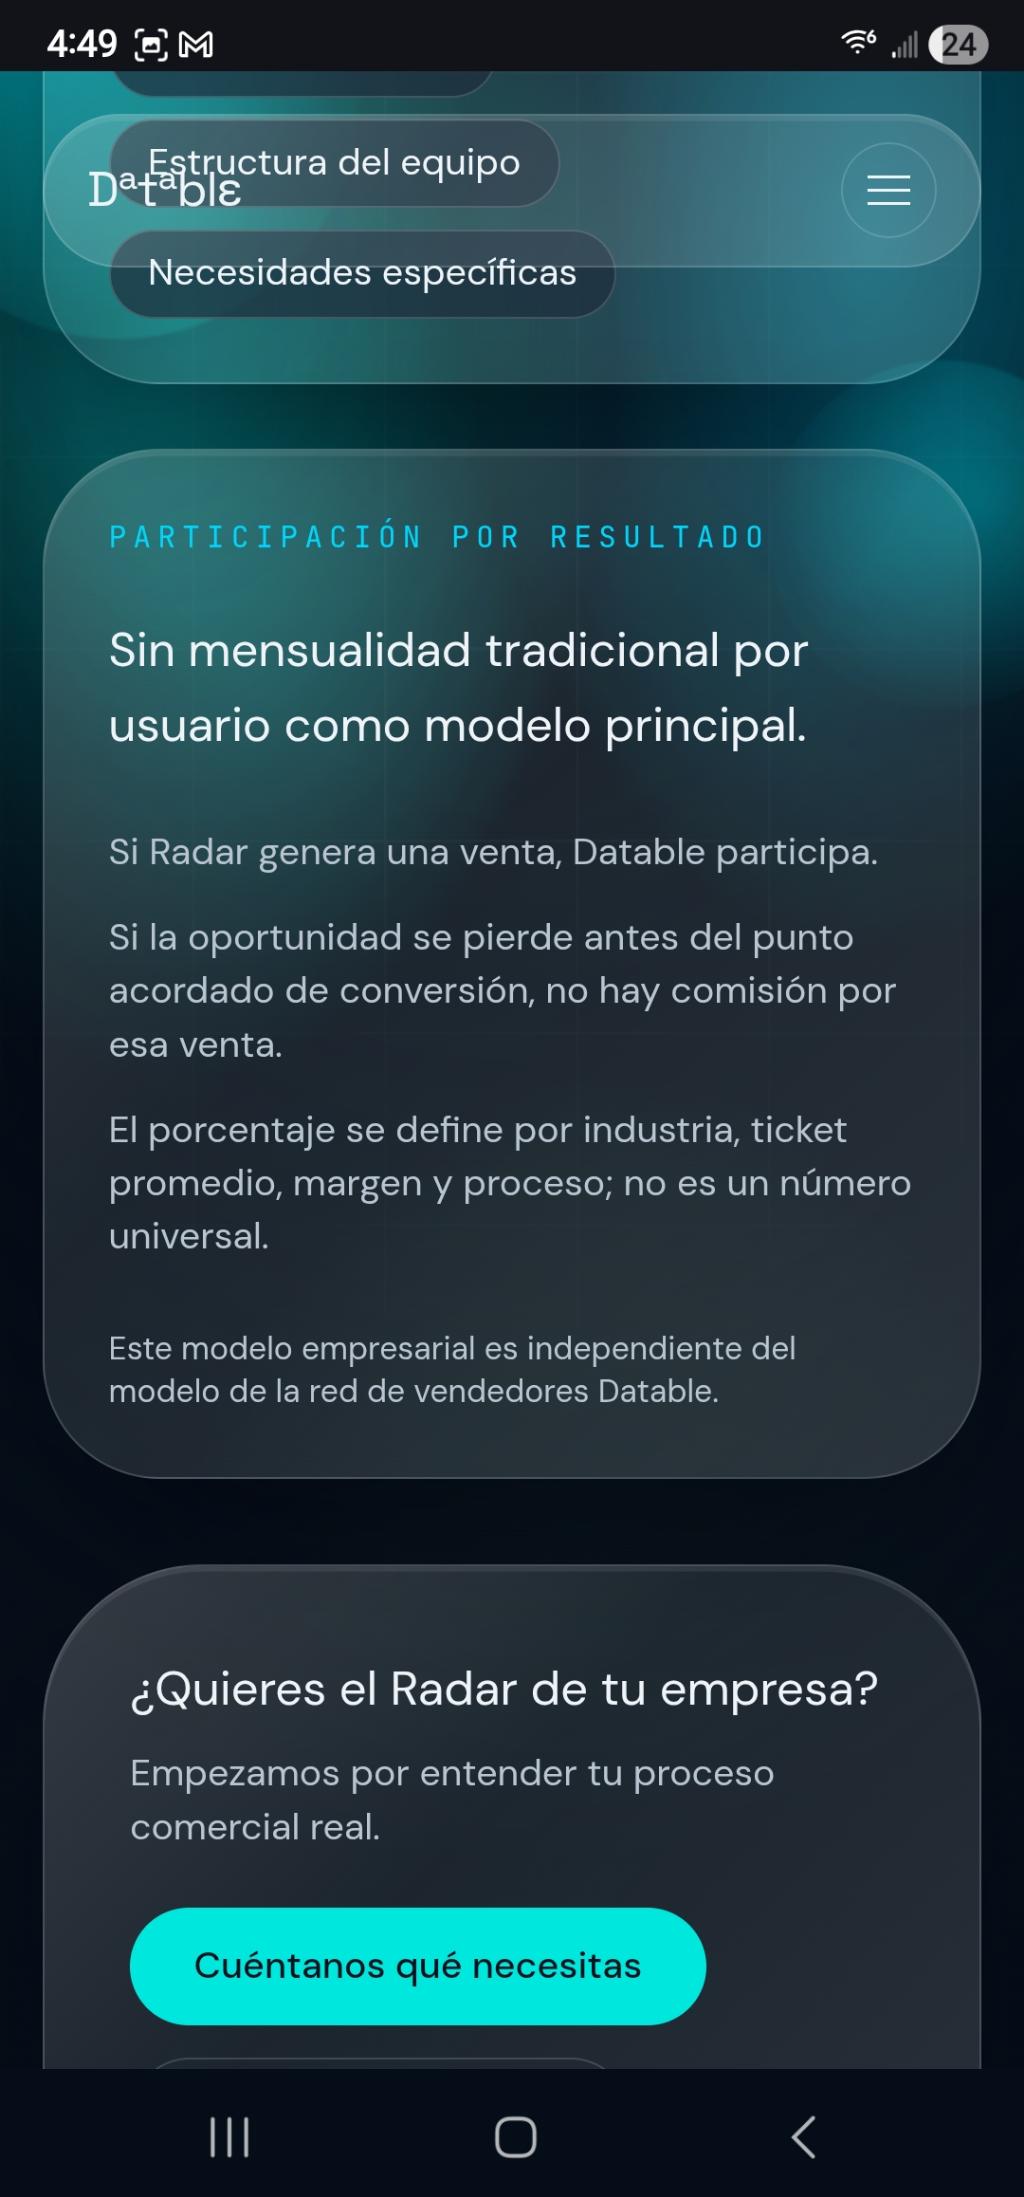 4:49
6
24
Estructura del equipo
Datablε
Necesidades específicas
PARTICIPACIÓN POR RESULTADO
Sin mensualidad tradicional por
usuario como modelo principal.
Si Radar genera una venta, Datable participa.
Si la oportunidad se pierde antes del punto
acordado de conversión, no hay comisión por
esa venta.
El porcentaje se define por industria, ticket
promedio, margen y proceso; no es un número
universal.
Este modelo empresarial es independiente del
modelo de la red de vendedores Datable.
¿Quieres el Radar de tu empresa?
Empezamos por entender tu proceso
comercial real.
Cuéntanos qué necesitas